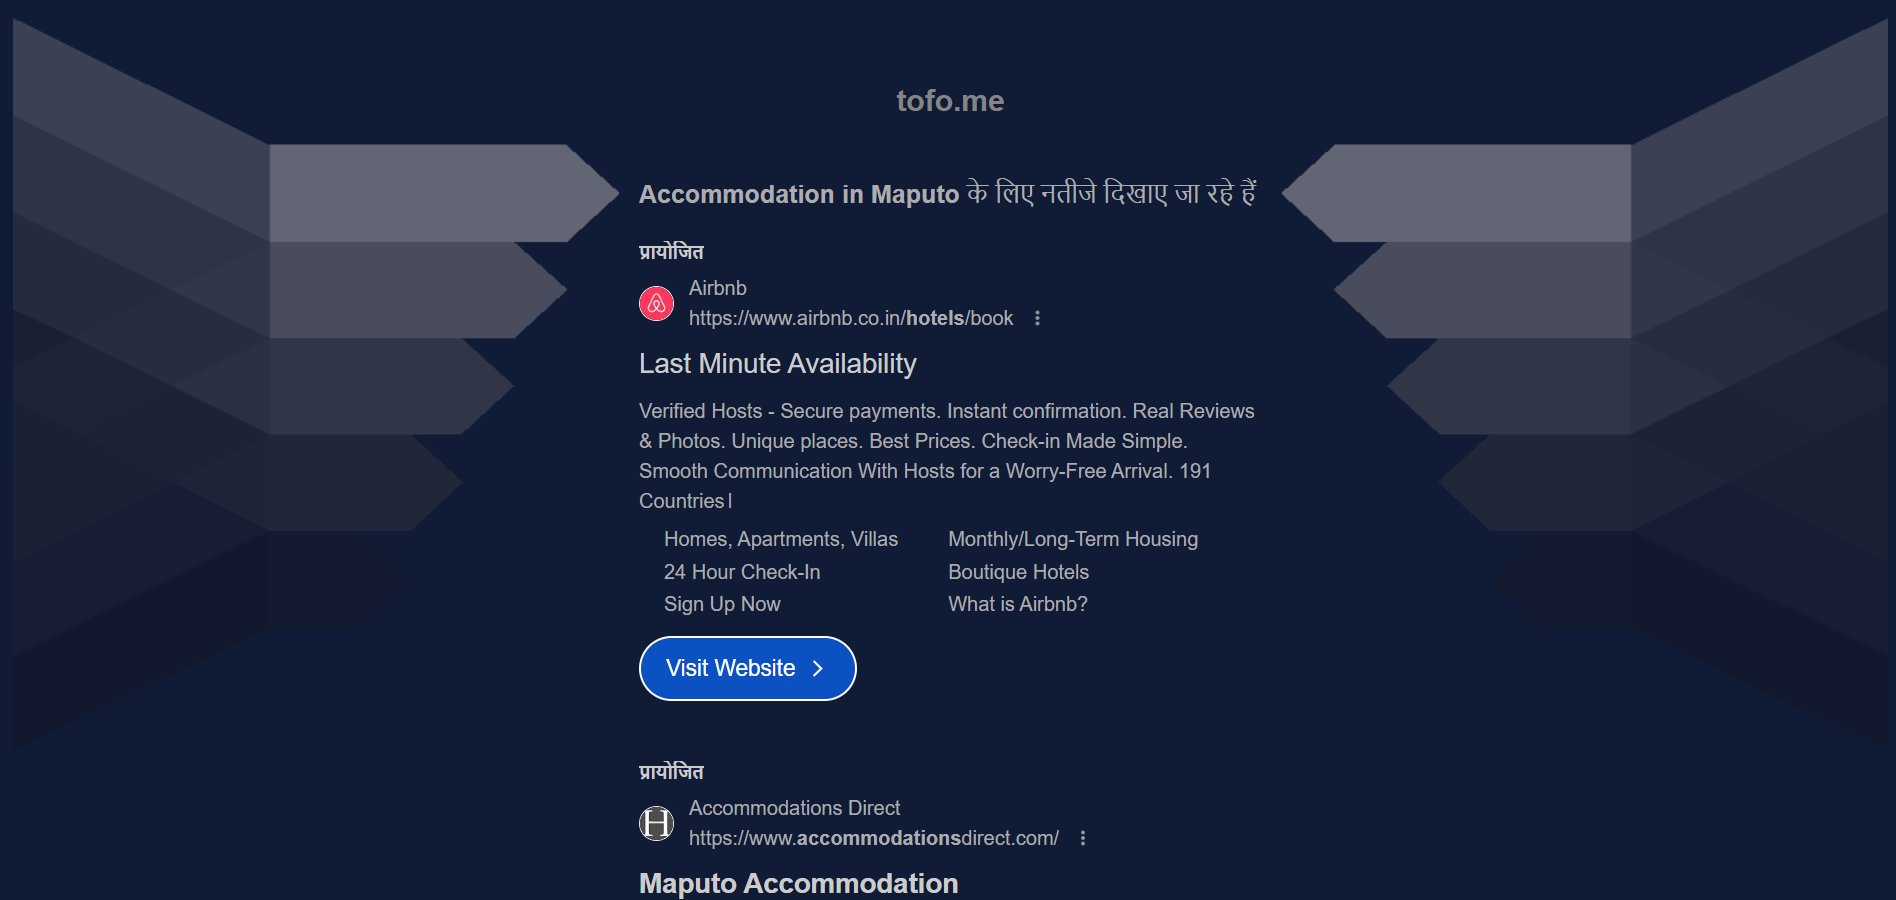 tofo.me
Accommodation in Maputo के लिए नतीजे दिखाए जा रहे हैं
प्रायोजित
Airbnb
https://www.airbnb.co.in/hotels/book
Last Minute Availability
Verified Hosts - Secure payments. Instant confirmation. Real Reviews
& Photos. Unique places. Best Prices. Check-in Made Simple.
Smooth Communication With Hosts for a Worry-Free Arrival. 191
Countries|
Homes, Apartments, Villas
Monthly/Long-Term Housing
24 Hour Check-In
Boutique Hotels
Sign Up Now
What is Airbnb?
Visit Website
प्रायोजित
H
Accommodations Direct
https://www.accommodationsdirect.com/
Maputo Accommodation